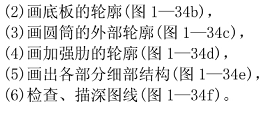 (2)画底板的轮廓(图 1—34b)，
(3)画圆筒的外部轮廓(图 1—34c)，
(4)画加强肋的轮廓(图 1—34d)，
(5)画出各部分细部结构(图 1—34e)，
(6)检查、描深图线(图 1—34f)。